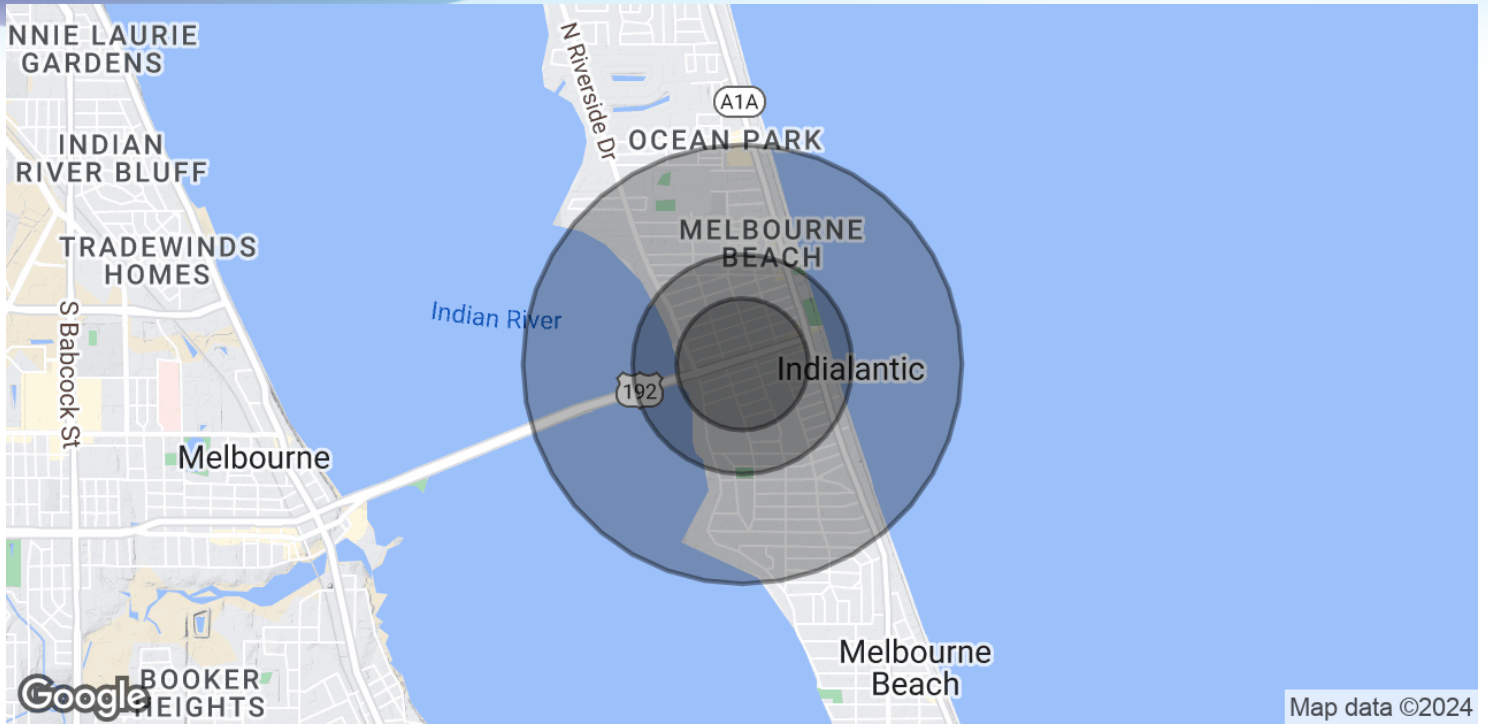 NNIE LAURIE
GARDENS
N Riverside Dr
A1A
OCEAN PARK
INDIAN
RIVER BLUFF
MELBOURNE
BEACH
TRADEWINDS
HOMES
S Babcock St
Indian River
Indialantic
192
Melbourne
Melbourne
Beach
BOOKER
HEIGHTS
Google
Map data ©2024